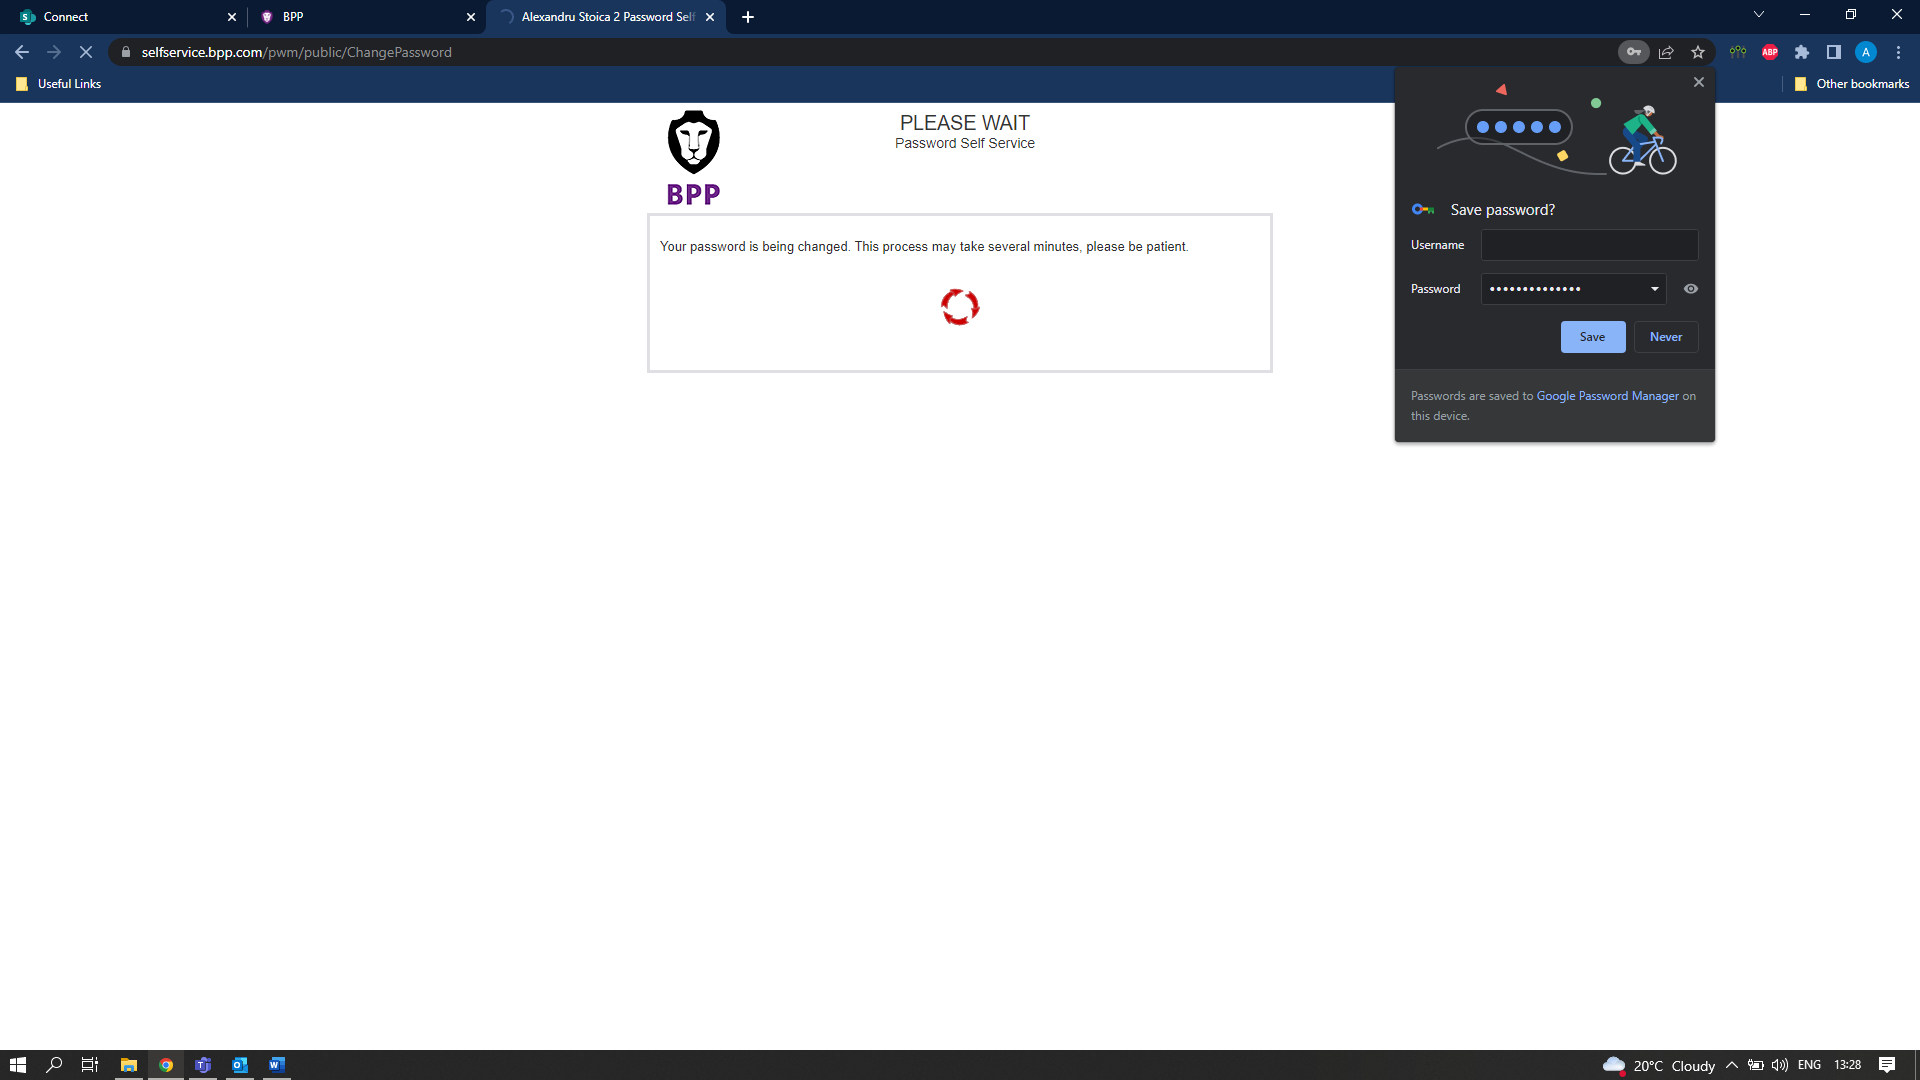 Connect
BPP
Alexandru Stoica 2 Password Self
selfservice.bpp.com/pwm/public/ChangePassword
ABP
A
Useful Links
Other bookmarks
BPP
PLEASE WAIT
Password Self Service
Your password is being changed. This process may take several minutes, please be patient.
Save password?
Username
Password
Save
Never
Passwords are saved to Google Password Manager on
this device.
20°C Cloudy
ENG
13:28